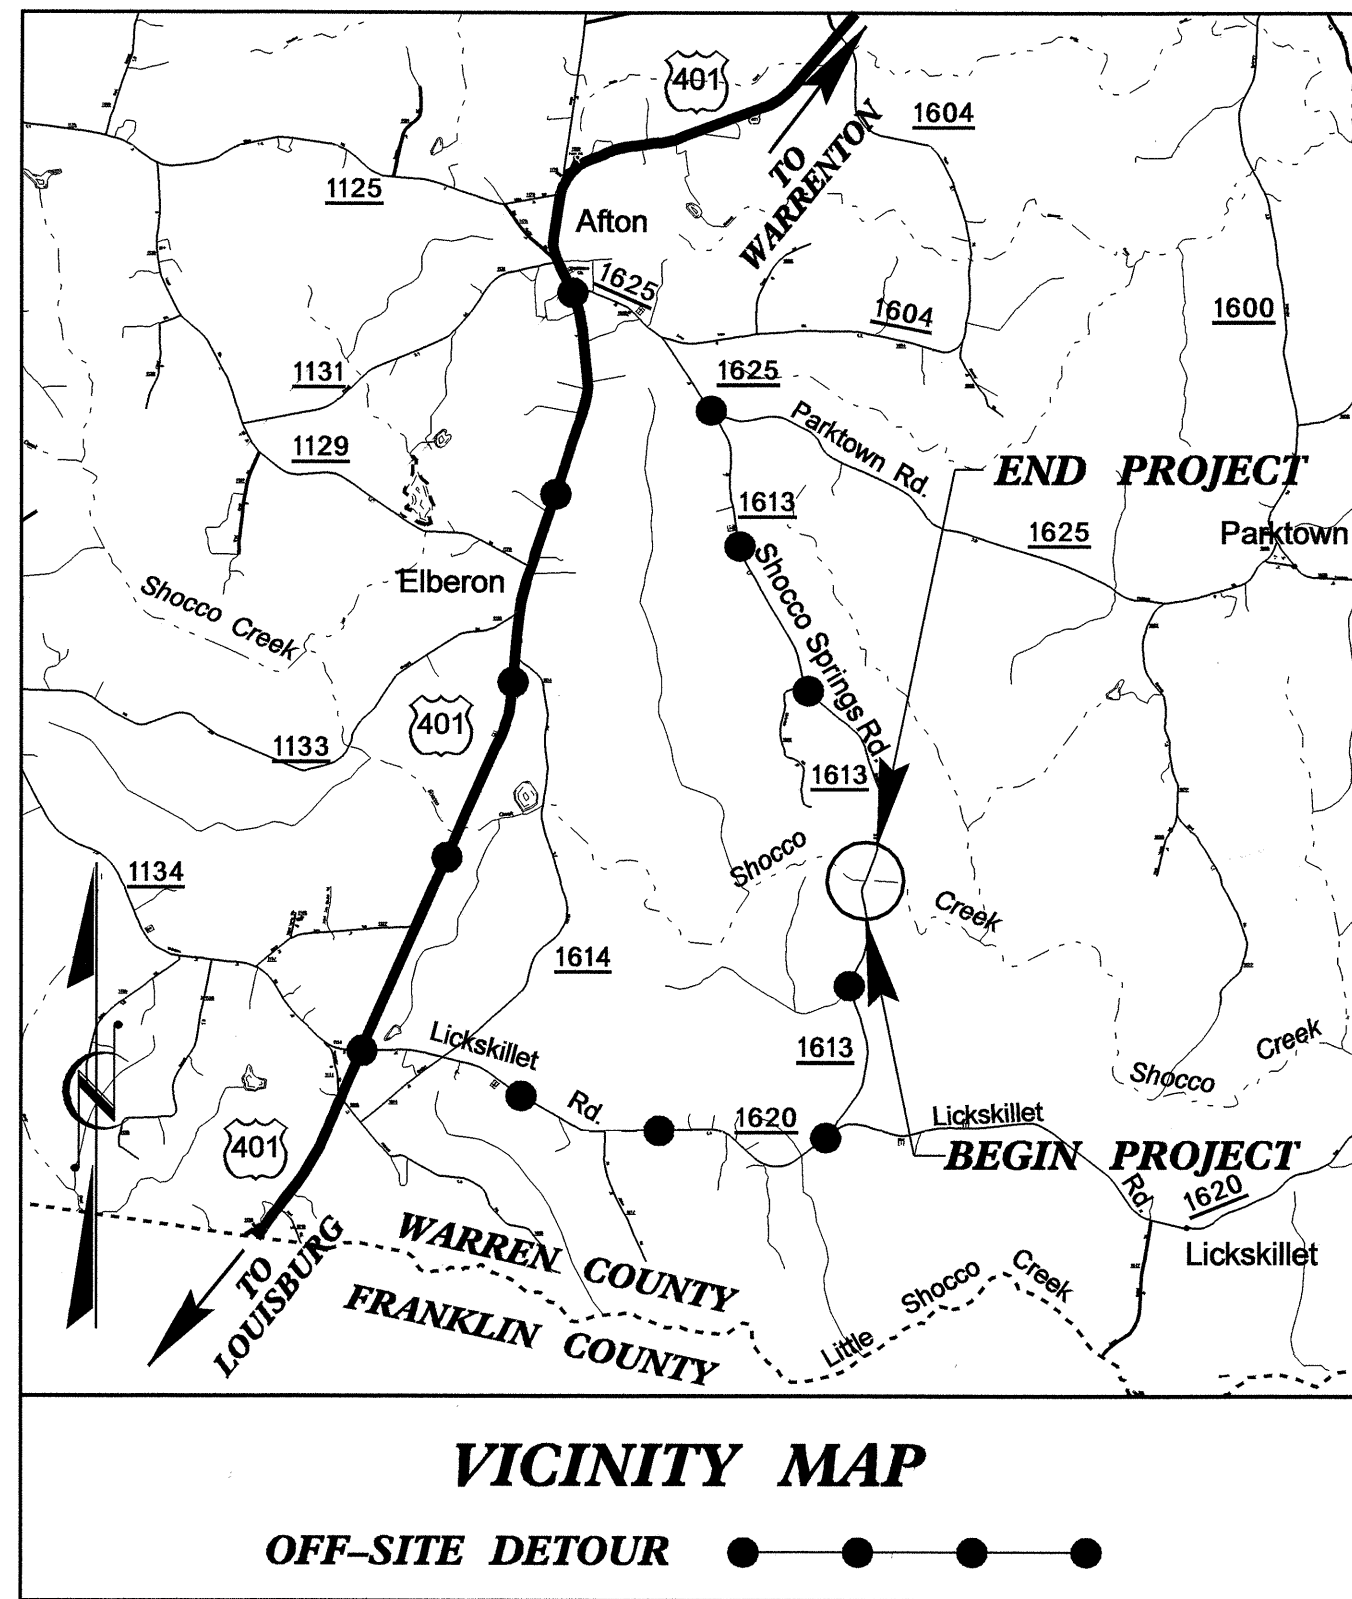 401
1604
TO
WARRENTON
1125
Afton
1625
1604
1600
1131
1625
Parktown Rd.
1129
END PROJECT
1613
1625
Parktown
Elberon
Shocco Creek
Shocco Springs Rd.
401
1133
1613
Shocco
1134
Creek
1614
Lickskillet
1613
Creek
Shocco
Rd.
1620
Lickskillet
401
BEGIN PROJECT
Rd.
1620
TO
LOUISBURG
WARREN COUNTY
Lickskillet
FRANKLIN COUNTY
Little
Shocco
Creek
VICINITY MAP
OFF-SITE DETOUR